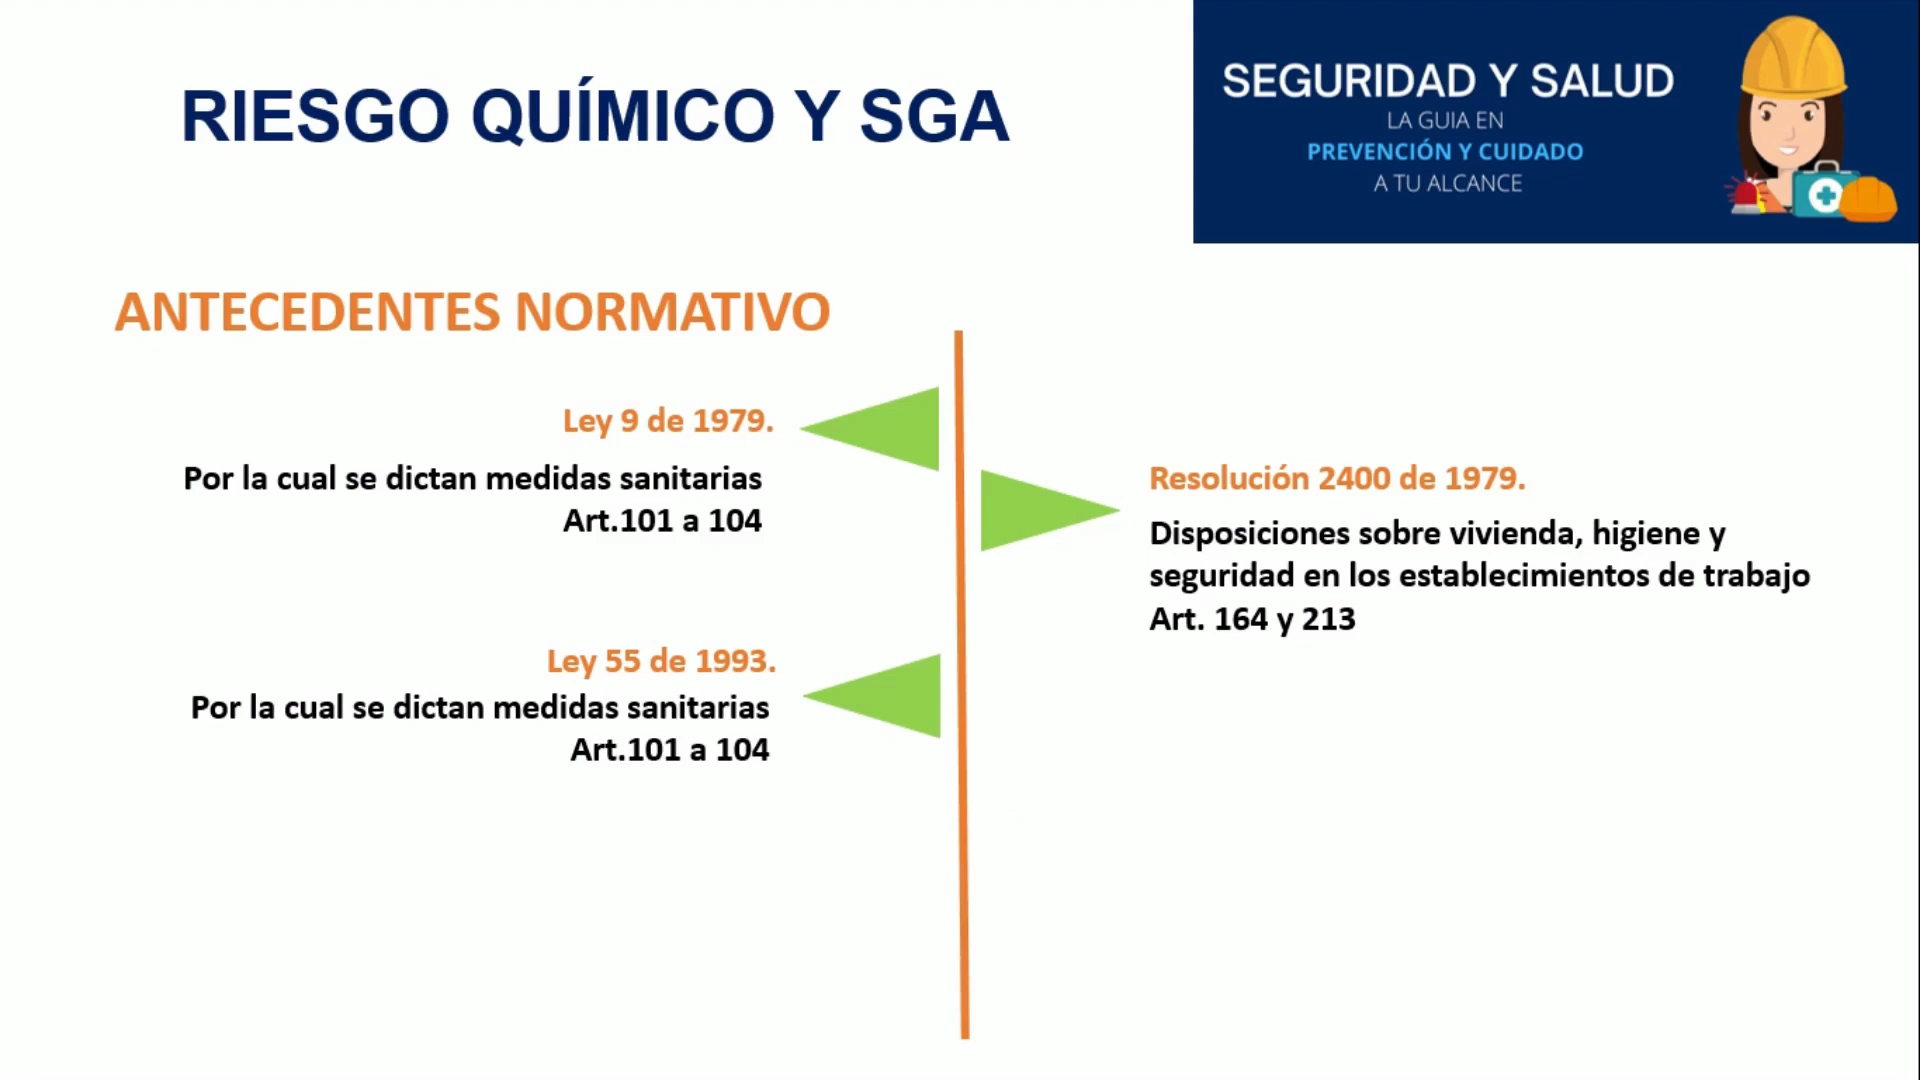 RIESGO QUÍMICO Y SGA
SEGURIDAD Y SALUD
LA GUIA EN
PREVENCIÓN Y CUIDADO
A TU ALCANCE
ANTECEDENTES NORMATIVO
Ley 9 de 1979.
Por la cual se dictan medidas sanitarias
Art.101 a 104
Resolución 2400 de 1979.
Disposiciones sobre vivienda, higiene y
seguridad en los establecimientos de trabajo
Art. 164 y 213
Ley 55 de 1993.
Por la cual se dictan medidas sanitarias
Art.101 a 104